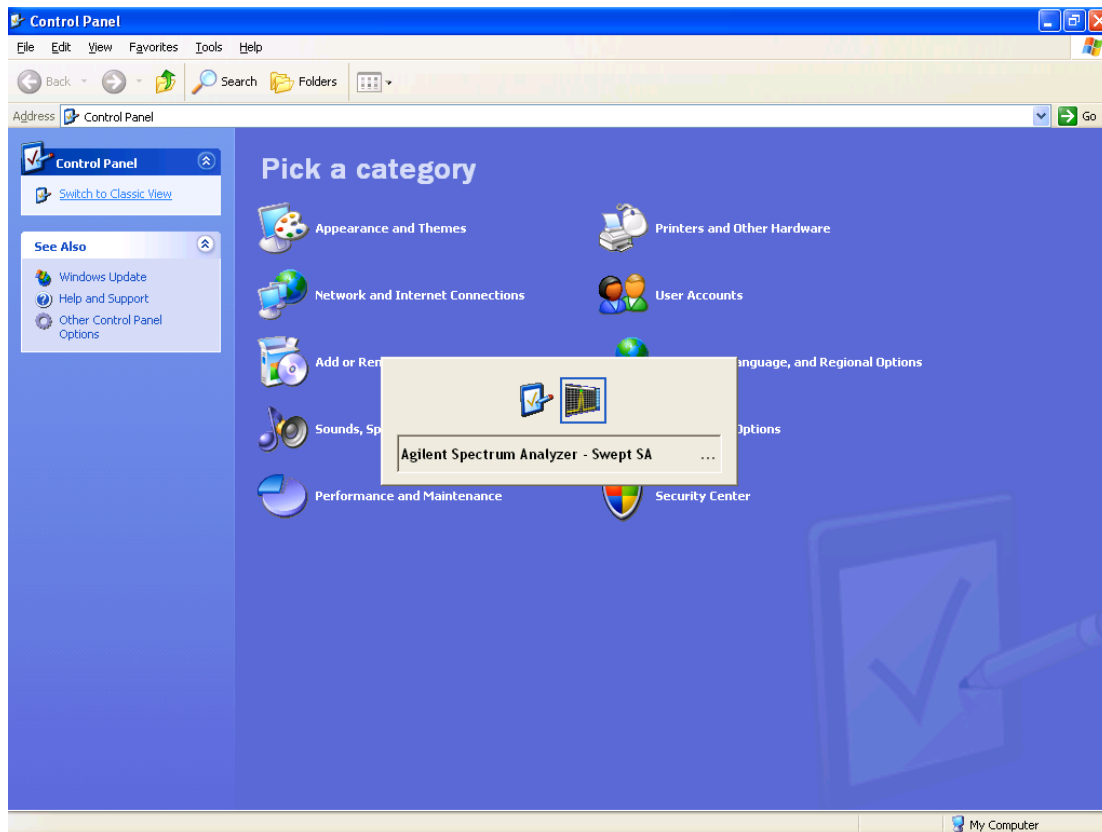 Control Panel
File Edit View Favorites Tools Help
Back Search Folders
Address Control Panel Go
Control Panel
Switch to Classic View
See Also
Windows Update
Help and Support
Other Control Panel
Options
Pick a category
Appearance and Themes
Printers and Other Hardware
Network and Internet Connections
User Accounts
Add or Rem
anguage, and Regional Options
Sounds, Sp
Options
Agilent Spectrum Analyzer - Swept SA ...
Performance and Maintenance
Security Center
My Computer